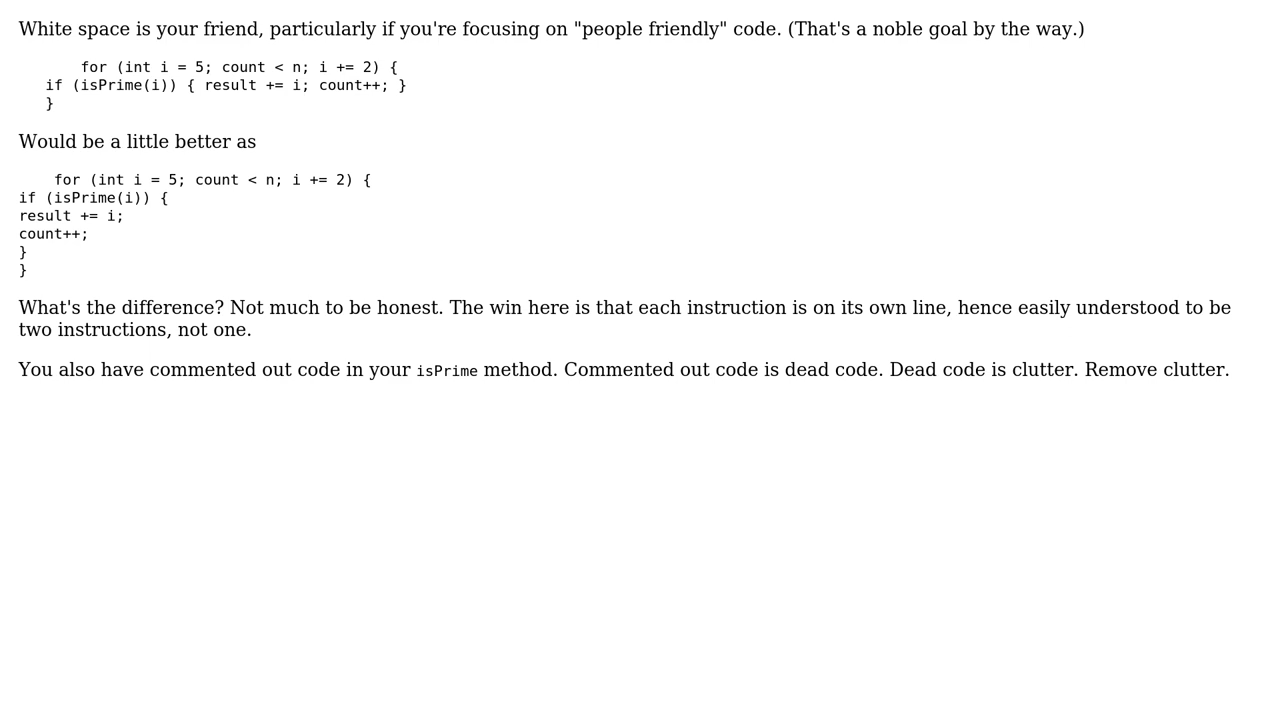 White space is your friend, particularly if you're focusing on "people friendly" code. (That's a noble goal by the way.)
       for (int i = 5; count < n; i += 2) {
   if (isPrime(i)) { result += i; count++; }
   }
Would be a little better as
    for (int i = 5; count < n; i += 2) {
if (isPrime(i)) {
result += i;
count++;
}
}
What's the difference? Not much to be honest. The win here is that each instruction is on its own line, hence easily understood to be
two instructions, not one.
You also have commented out code in your isPrime method. Commented out code is dead code. Dead code is clutter. Remove clutter.